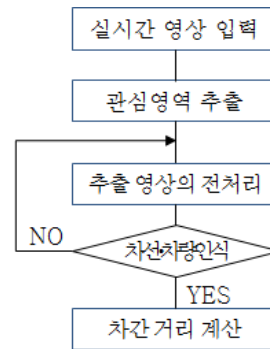 실시간 영상 입력
관심영역 추출
추출 영상의 전처리
NO
차선·차량인식
YES
차간 거리 계산